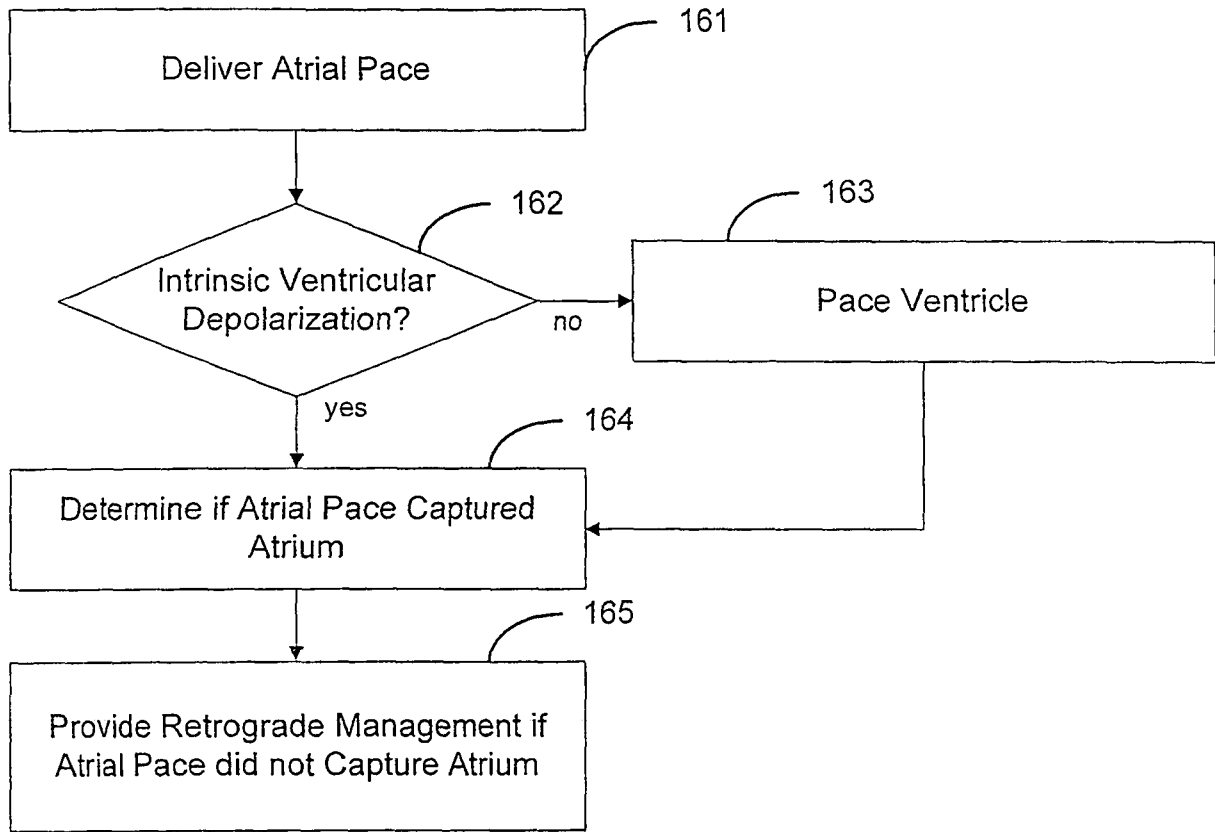 161
Deliver Atrial Pace
162
163
Intrinsic Ventricular
Depolarization?
no
Pace Ventricle
yes
164
Determine if Atrial Pace Captured
Atrium
165
Provide Retrograde Management if
Atrial Pace did not Capture Atrium